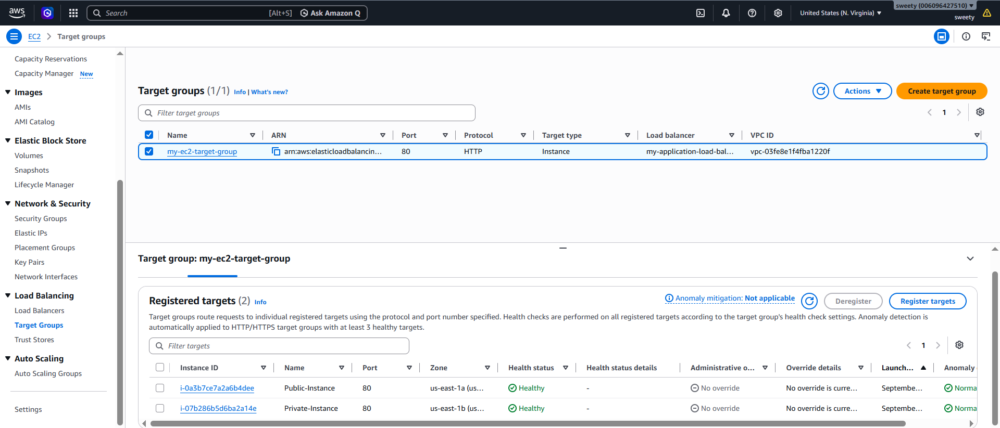 aws
Search [Alt+S] Ask Amazon Q
United States (N. Virginia)
sweety (006096427510)
sweety
EC2 Target groups
Capacity Reservations
Capacity Manager New
Images
AMIs
AMI Catalog
Elastic Block Store
Volumes
Snapshots
Lifecycle Manager
Network & Security
Security Groups
Elastic IPs
Placement Groups
Key Pairs
Network Interfaces
Load Balancing
Load Balancers
Target Groups
Trust Stores
Auto Scaling
Auto Scaling Groups
Settings
Target groups (1/1) Info | What's new?
Actions Create target group
Filter target groups
1
Name ARN Port Protocol Target type Load balancer VPC ID
my-ec2-target-group arn:aws:elasticloadbalancin... 80 HTTP Instance my-application-load-bal... vpc-03fe8e1f4fba1220f
Target group: my-ec2-target-group
Registered targets (2) Info
Anomaly mitigation: Not applicable Deregister Register targets
Target groups route requests to individual registered targets using the protocol and port number specified. Health checks are performed on all registered targets according to the target group's health check settings. Anomaly detection is
automatically applied to HTTP/HTTPS target groups with at least 3 healthy targets.
Filter targets
1
Instance ID Name Port Zone Health status Health status details Administrative o... Override details Launch... Anomaly
i-0a3b7ce7a2a6b4dee Public-Instance 80 us-east-1a (us... Healthy - No override No override is curre... Septembe... Norma
i-07b286b5d6ba2a14e Private-Instance 80 us-east-1b (us... Healthy - No override No override is curre... Septembe... Norma